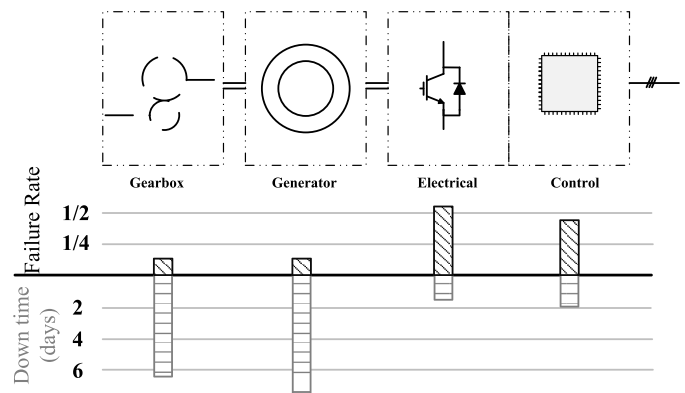 Gearbox Generator Electrical Control
Failure Rate
1/2
1/4
Down time
(days)
2
4
6